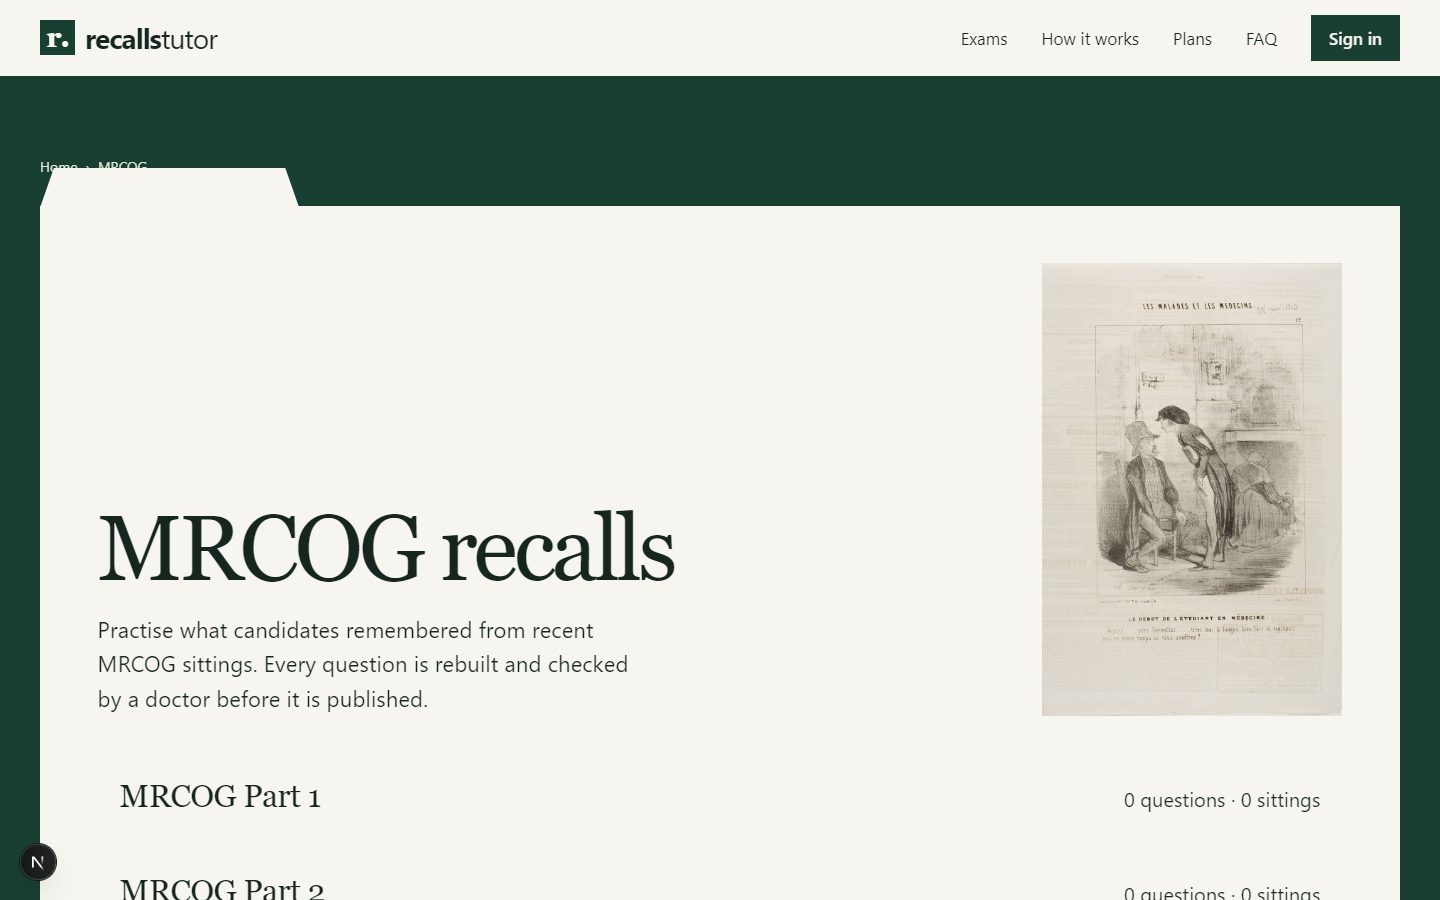 r. recallstutor
Exams How it works Plans FAQ Sign in
Home › MRCOG
LES MALADES ET LES MÉDECINS.
LE DÉBUT DE L'ÉTUDIANT EN MÉDECINE.
MRCOG recalls
Practise what candidates remembered from recent
MRCOG sittings. Every question is rebuilt and checked
by a doctor before it is published.
MRCOG Part 1 0 questions · 0 sittings
N
MRCOG Part 2 0 questions · 0 sittings